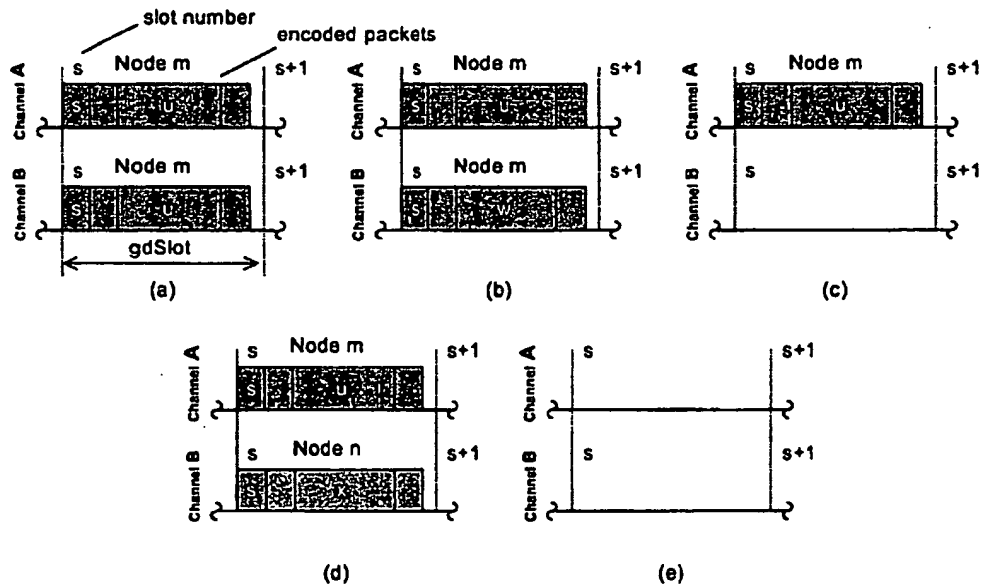 slot number
encoded packets
s Node m s+1
s Node m s+1
s Node m s+1
Channel A
Channel A
Channel A
S U
U
S U
s Node m s+1
s s+1
s s+1
Channel B
Channel B
Channel B
S U
S
gdSlot
(a)
(b)
(c)
s Node m s+1
s s+1
Channel A
Channel A
S U
s Node n s+1
s s+1
Channel B
Channel B
(d)
(e)